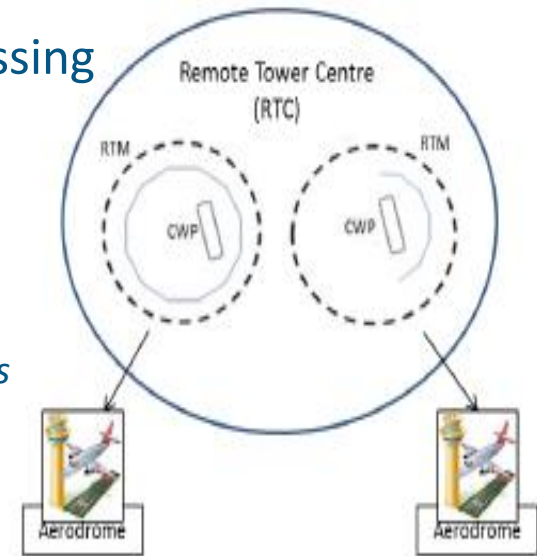 ssing
Remote Tower Centre
(RTC)
RTM
RTM
CWP
CWP
s
Aerodrome
Aerodrome